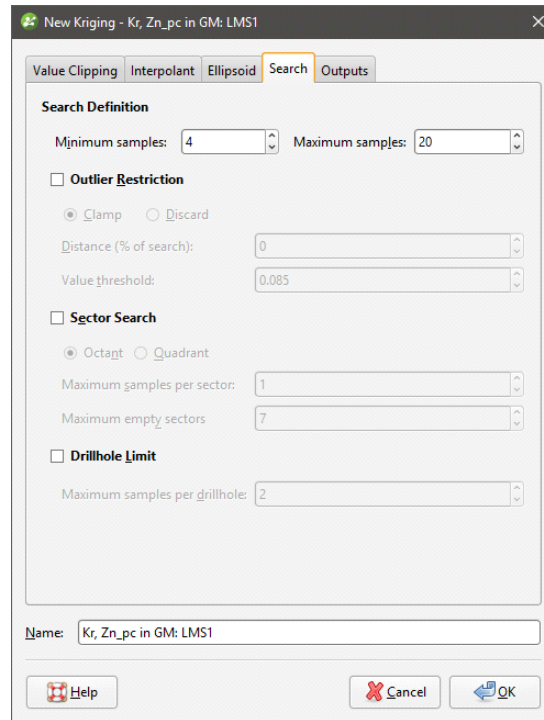 New Kriging - Kr, Zn_pc in GM: LMS1
Value Clipping Interpolant Ellipsoid Search Outputs
Search Definition
Minimum samples: 4 Maximum samples: 20
Outlier Restriction
Clamp Discard
Distance (% of search): 0
Value threshold: 0.085
Sector Search
Octant Quadrant
Maximum samples per sector: 1
Maximum empty sectors 7
Drillhole Limit
Maximum samples per drillhole: 2
Name: Kr, Zn_pc in GM: LMS1
Help Cancel OK